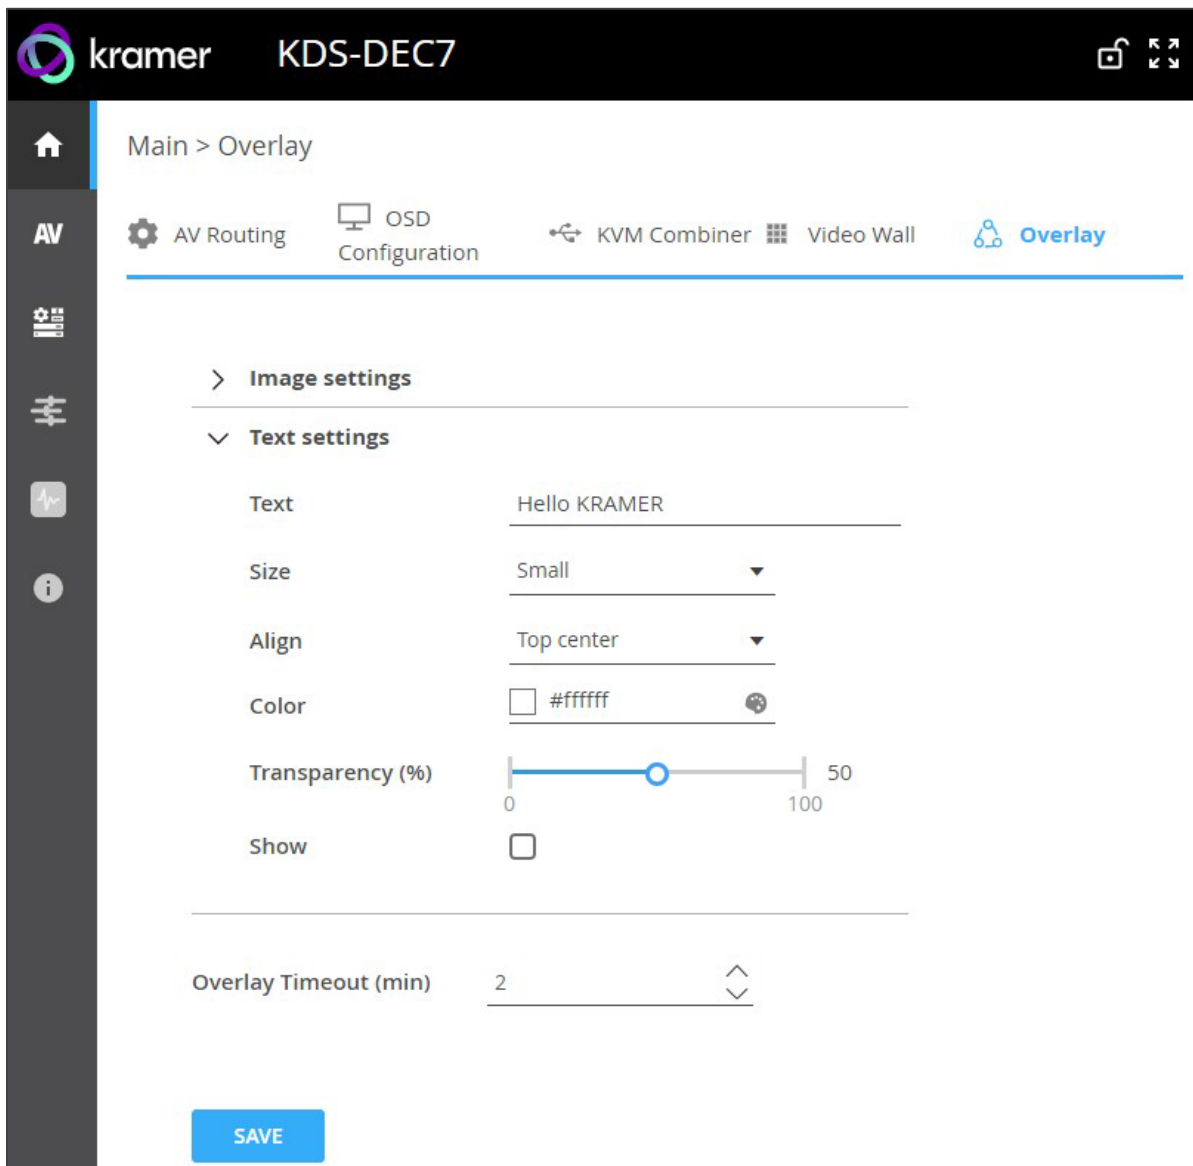 kramer KDS-DEC7
Main > Overlay
AV
AV Routing
OSD
Configuration
KVM Combiner
Video Wall
Overlay
Image settings
Text settings
Text Hello KRAMER
Size Small
Align Top center
Color #ffffff
Transparency (%) 50
0 100
Show
Overlay Timeout (min) 2
SAVE